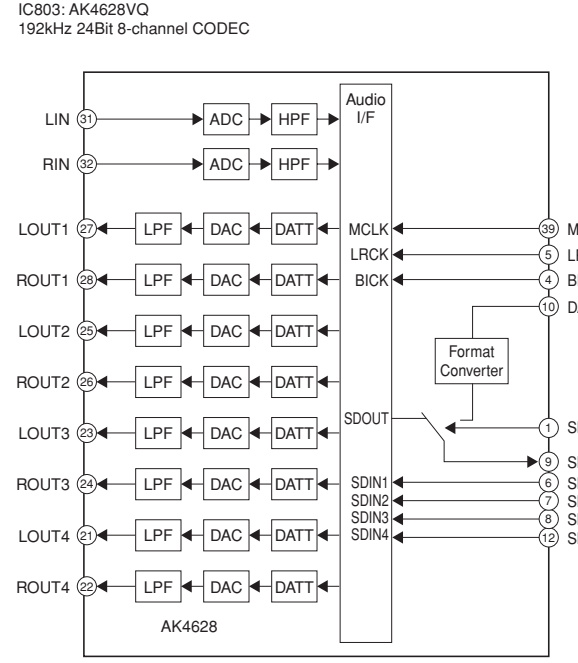 IC803: AK4628VQ
192kHz 24Bit 8-channel CODEC
Audio
I/F
LIN 31 ADC HPF
RIN 32 ADC HPF
LOUT1 27 LPF DAC DATT MCLK 39 M
ROUT1 28 LPF DAC DATT
LRCK 5
BICK 4
10
LOUT2 25 LPF DAC DATT
ROUT2 26 LPF DAC DATT
Format
Converter
LOUT3 23 LPF DAC DATT
SDOUT 1
9
ROUT3 24 LPF DAC DATT
SDIN1 6
SDIN2 7
SDIN3 8
SDIN4 12
LOUT4 21 LPF DAC DATT
ROUT4 22 LPF DAC DATT
AK4628